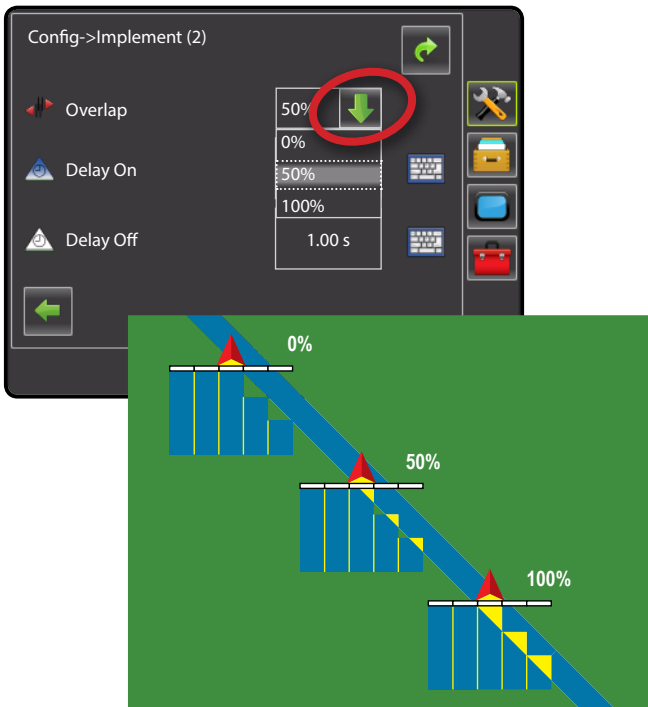 Config->Implement (2)
Overlap
50%
0%
Delay On
50%
100%
Delay Off
1.00 s
0%
50%
100%